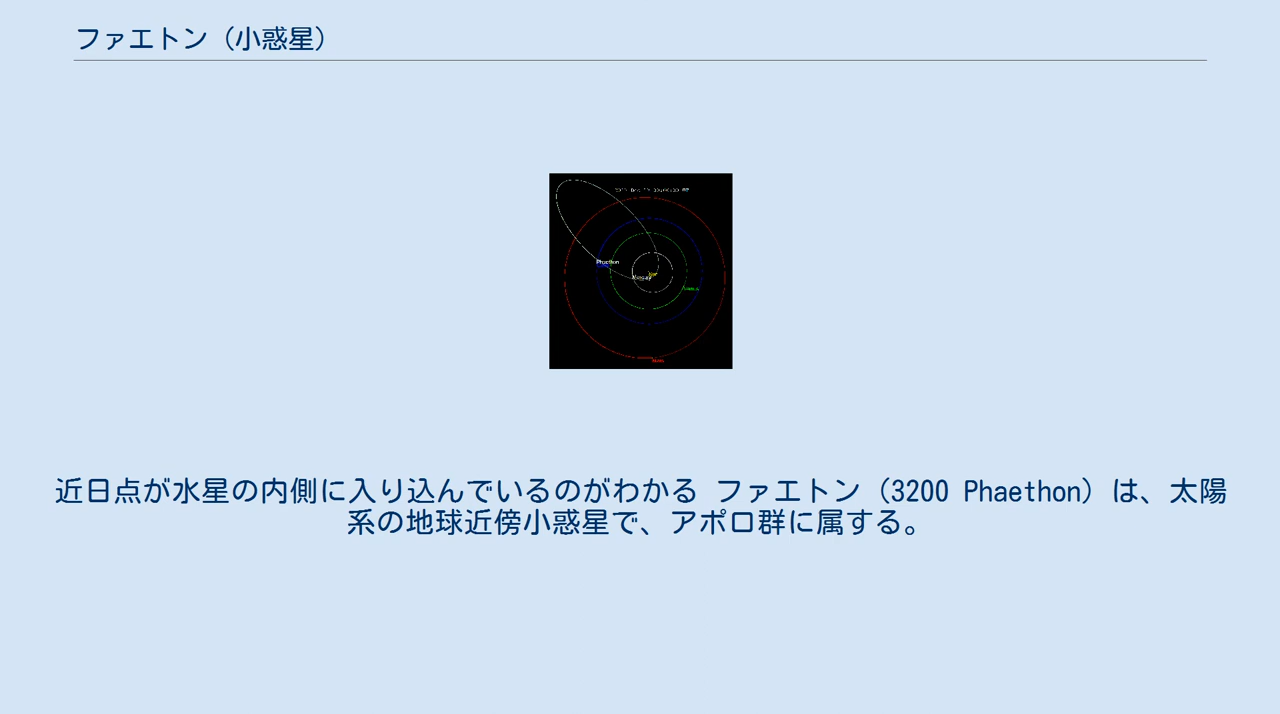 ファエトン（小惑星）
Phaethon
近日点が水星の内側に入り込んでいるのがわかる ファエトン（3200 Phaethon）は、太陽
系の地球近傍小惑星で、アポロ群に属する。